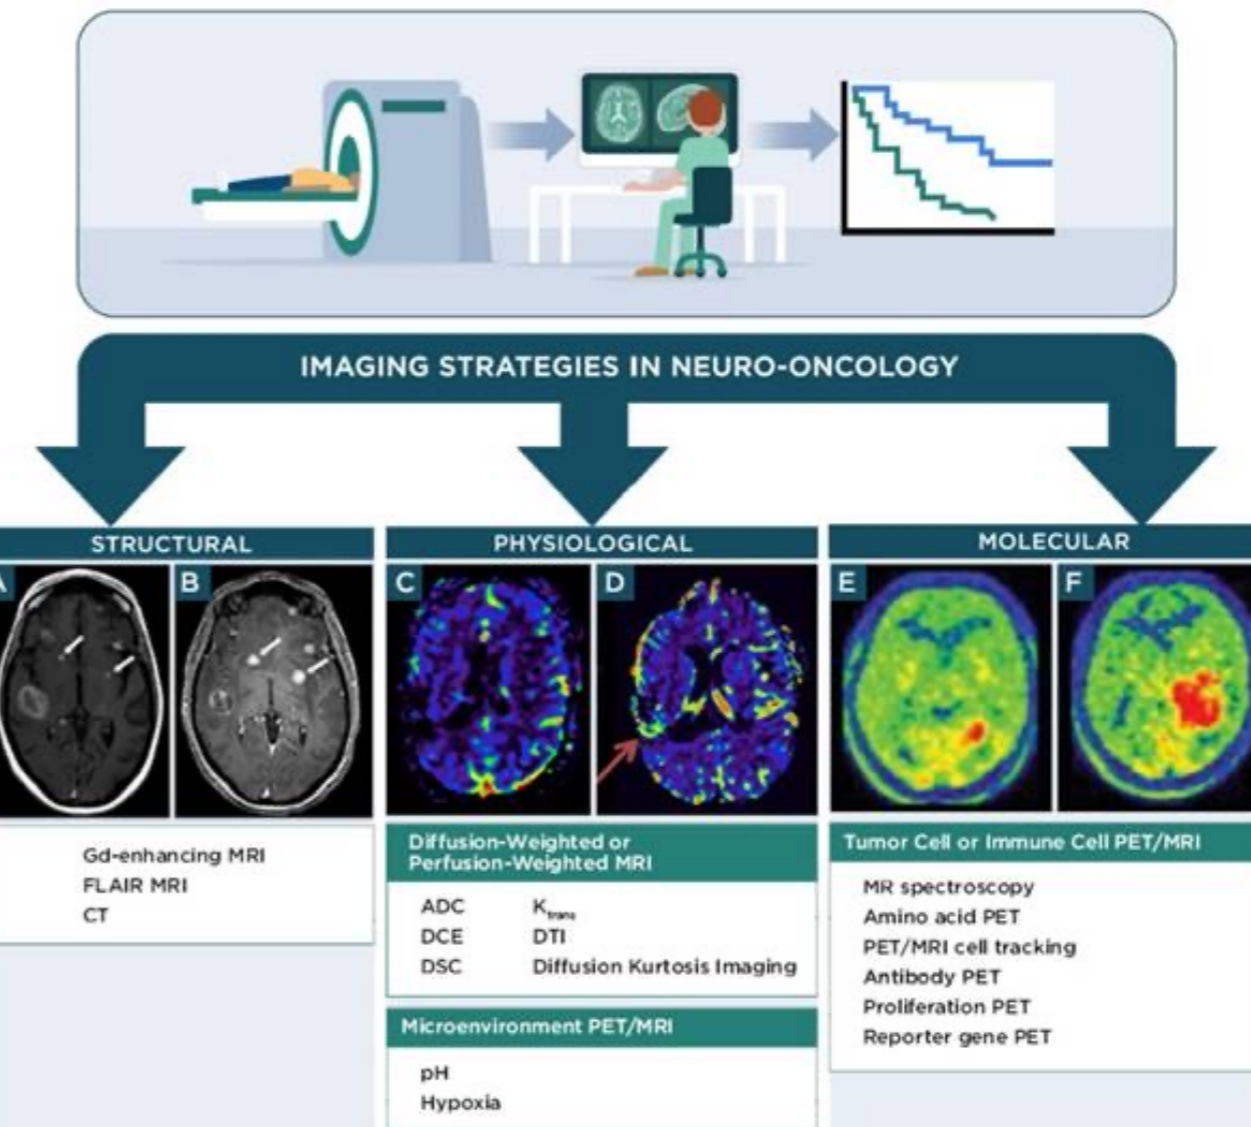 IMAGING STRATEGIES IN NEURO-ONCOLOGY
STRUCTURAL
A B
Gd-enhancing MRI
FLAIR MRI
CT
PHYSIOLOGICAL
C D
Diffusion-Weighted or
Perfusion-Weighted MRI
ADC K trans
DCE DTI
DSC Diffusion Kurtosis Imaging
Microenvironment PET/MRI
pH
Hypoxia
MOLECULAR
E F
Tumor Cell or Immune Cell PET/MRI
MR spectroscopy
Amino acid PET
PET/MRI cell tracking
Antibody PET
Proliferation PET
Reporter gene PET